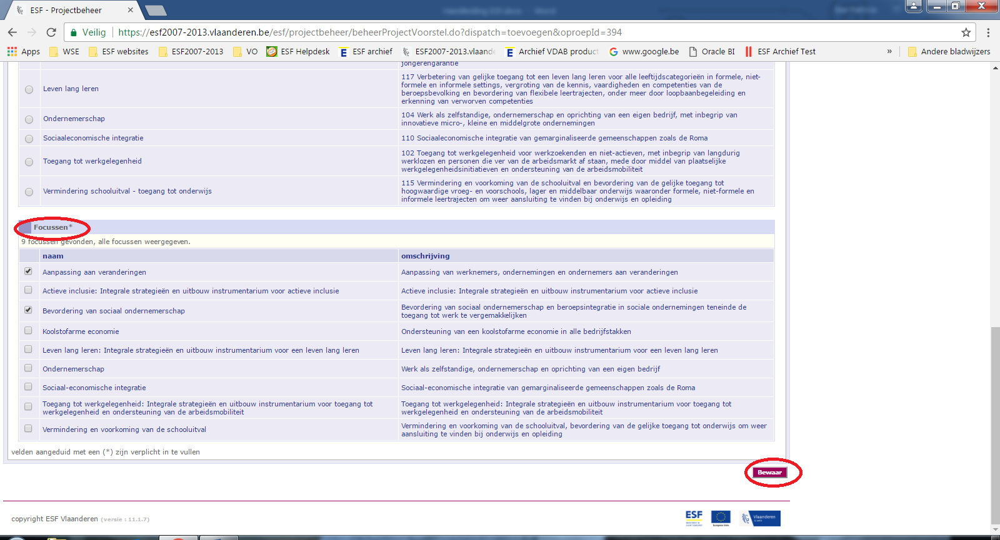 ESF - Projectbeheer
Veilig https://esf2007-2013.vlaanderen.be/esf/projectbeheer/beheerProjectVoorstel.do?dispatch=toevoegen&oproepId=394
Apps WSE ESF websites ESF2007-2013 VO ESF Helpdesk ESF archief ESF2007-2013.vlaande Archief VDAB product www.google.be Oracle BI ESF Archief Test » Andere bladwijzers
jongerengarantie
Leven lang leren
117 Verbetering van gelijke toegang tot een leven lang leren voor alle leeftijdscategorieën in formele, niet-
formele en informele settings, vergroting van de kennis, vaardigheden en competenties van de
beroepsbevolking en bevordering van flexibele leertrajecten, onder meer door loopbaanbegeleiding en
erkenning van verworven competenties
Ondernemerschap
104 Werk als zelfstandige, ondernemerschap en oprichting van een eigen bedrijf, met inbegrip van
innovatieve micro-, kleine en middelgrote ondernemingen
Sociaaleconomische integratie
110 Sociaaleconomische integratie van gemarginaliseerde gemeenschappen zoals de Roma
Toegang tot werkgelegenheid
102 Toegang tot werkgelegenheid voor werkzoekenden en niet-actieven, met inbegrip van langdurig
werklozen en personen die ver van de arbeidsmarkt af staan, mede door middel van plaatselijke
werkgelegenheidsinitiatieven en ondersteuning van de arbeidsmobiliteit
Vermindering schooluitval - toegang tot onderwijs
115 Vermindering en voorkoming van de schooluitval en bevordering van de gelijke toegang tot
hoogwaardige vroeg- en voorschools, lager en middelbaar onderwijs waaronder formele, niet-formele en
informele leertrajecten om weer aansluiting te vinden bij onderwijs en opleiding
Focussen*
9 focussen gevonden, alle focussen weergegeven.
naam omschrijving
Aanpassing aan veranderingen
Aanpassing van werknemers, ondernemingen en ondernemers aan veranderingen
Actieve inclusie: Integrale strategieën en uitbouw instrumentarium voor actieve inclusie
Actieve inclusie: Integrale strategieën en uitbouw instrumentarium voor actieve inclusie
Bevordering van sociaal ondernemerschap
Bevordering van sociaal ondernemerschap en beroepsintegratie in sociale ondernemingen teneinde de
toegang tot werk te vergemakkelijken
Koolstofarme economie
Ondersteuning van een koolstofarme economie in alle bedrijfstakken
Leven lang leren: Integrale strategieën en uitbouw instrumentarium voor een leven lang leren
Leven lang leren: Integrale strategieën en uitbouw instrumentarium voor een leven lang leren
Ondernemerschap
Werk als zelfstandige, ondernemerschap en oprichting van een eigen bedrijf
Sociaal-economische integratie
Sociaal-economische integratie van gemarginaliseerde gemeenschappen zoals de Roma
Toegang tot werkgelegenheid: Integrale strategieën en uitbouw instrumentarium voor toegang tot
werkgelegenheid en ondersteuning van de arbeidsmobiliteit
Toegang tot werkgelegenheid: Integrale strategieën en uitbouw instrumentarium voor toegang tot
werkgelegenheid en ondersteuning van de arbeidsmobiliteit
Vermindering en voorkoming van de schooluitval
Vermindering en voorkoming van de schooluitval, bevordering van de gelijke toegang tot onderwijs om weer
aansluiting te vinden bij onderwijs en opleiding
velden aangeduid met een (*) zijn verplicht in te vullen
Bewaar
copyright ESF Vlaanderen (versie : 11.1.7)
ESF
Vlaanderen